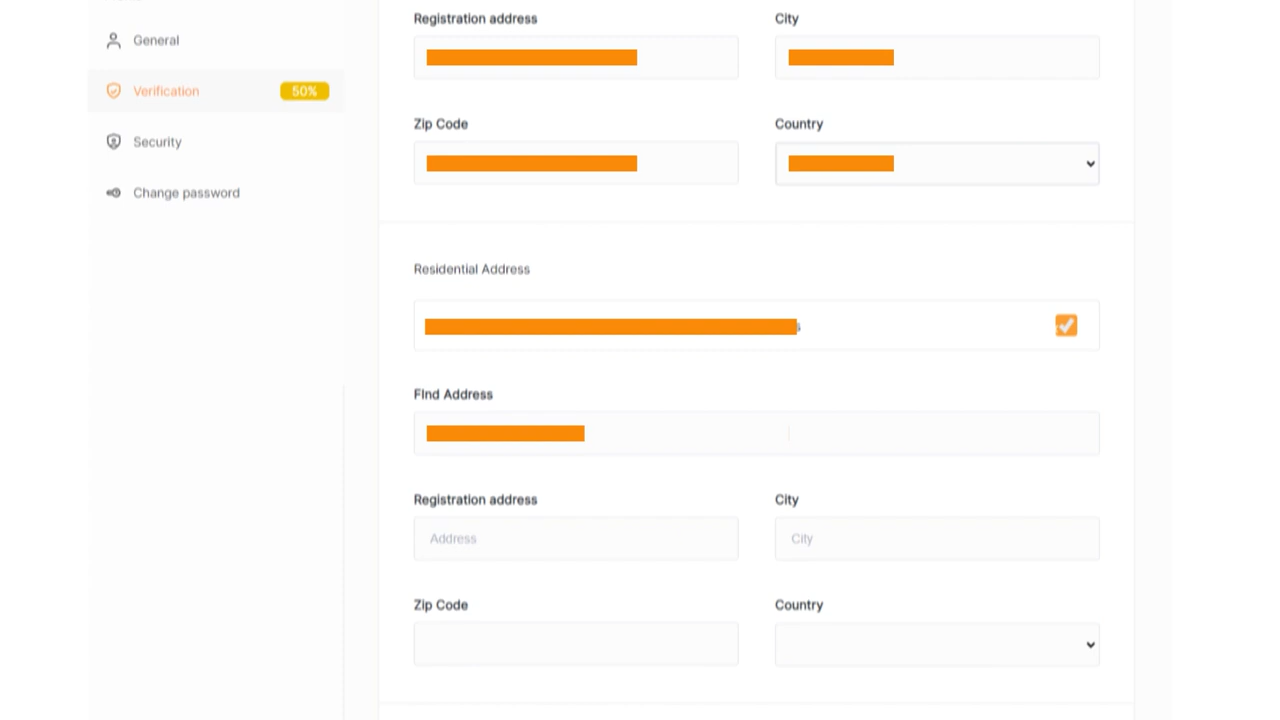 General
Verification 50%
Security
Change password
Registration address City
Zip Code Country
Residential Address
FInd Address
Registration address City
Address City
Zip Code Country